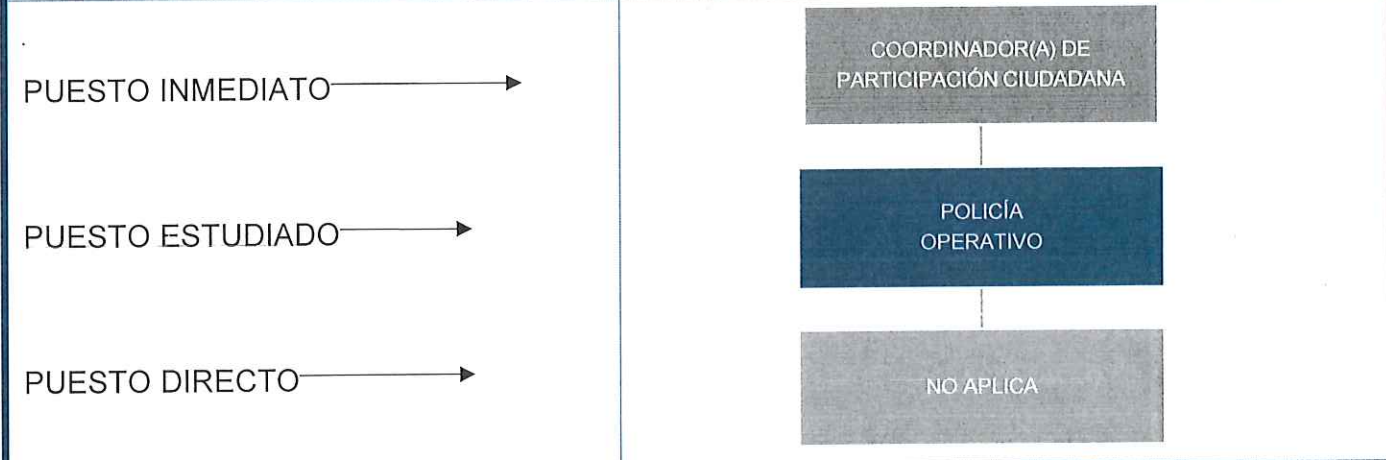 PUESTO INMEDIATO
COORDINADOR(A) DE
PARTICIPACIÓN CIUDADANA
PUESTO ESTUDIADO
POLICÍA
OPERATIVO
PUESTO DIRECTO
NO APLICA